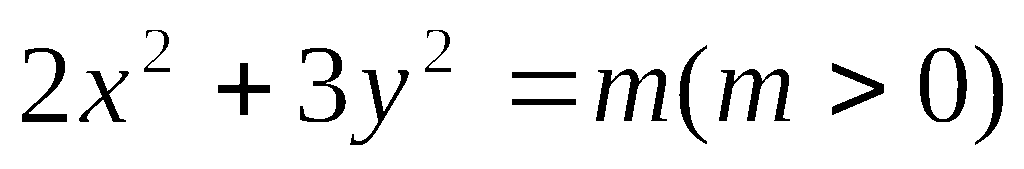 2x² + 3y² = m(m > 0)